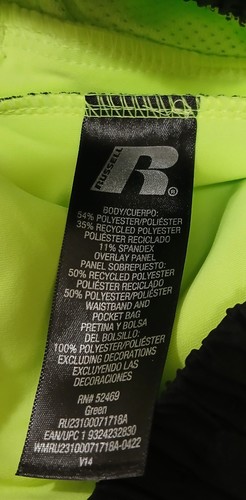 RUSSELL
R®
BODY/CUERPO:
54% POLYESTER/POLIÉSTER
35% RECYCLED POLYESTER
POLIÉSTER RECICLADO
11% SPANDEX
OVERLAY PANEL
PANEL SOBREPUESTO:
50% RECYCLED POLYESTER
POLIÉSTER RECICLADO
50% POLYESTER/POLIÉSTER
WAISTBAND AND
POCKET BAG
PRETINA Y BOLSA
DEL BOLSILLO:
100% POLYESTER/POLIÉSTER
EXCLUDING DECORATIONS
EXCLUYENDO LAS
DECORACIONES
RN# 52469
Green
RU23100071718A
EAN/UPC 1 9324232830
WMRU23100071718A-0422
Y14